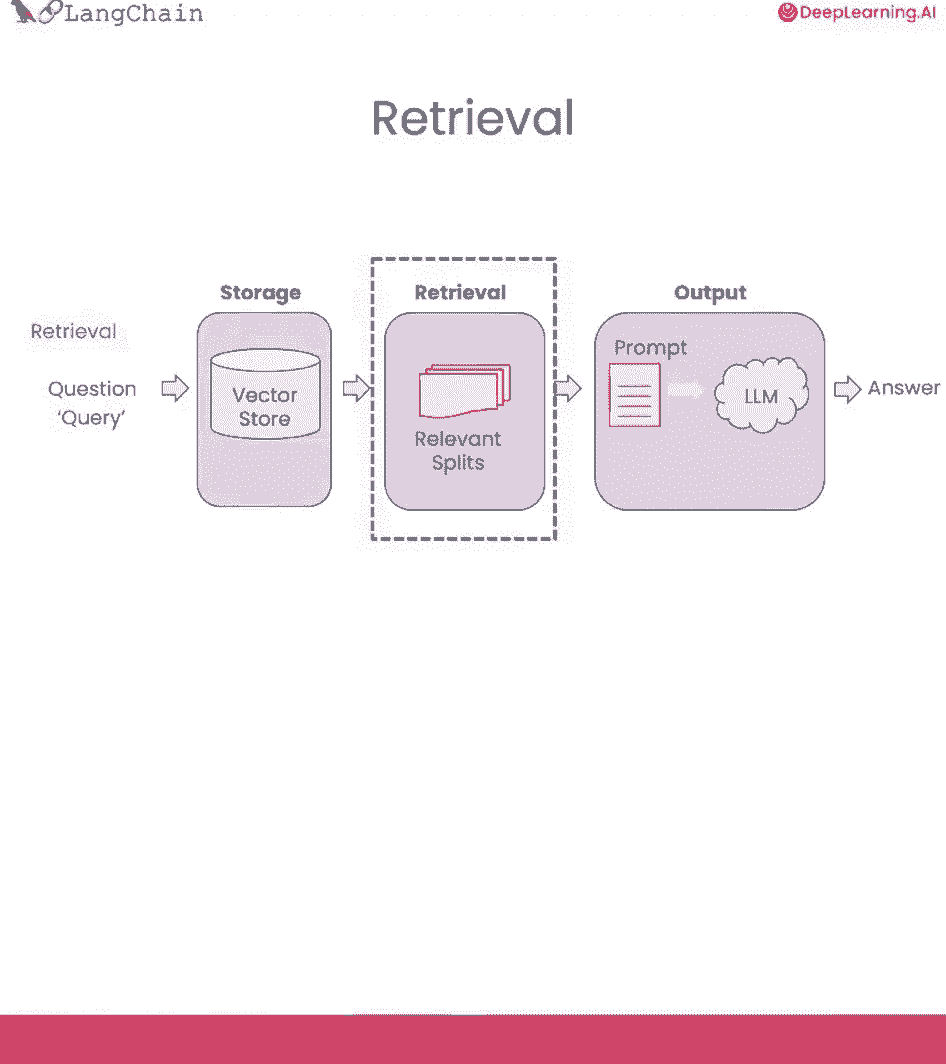 LangChain
DeepLearning.AI
Retrieval
Storage
Retrieval
Output
Retrieval
Question
‘Query’
Vector
Store
Relevant
Splits
Prompt
LLM
Answer